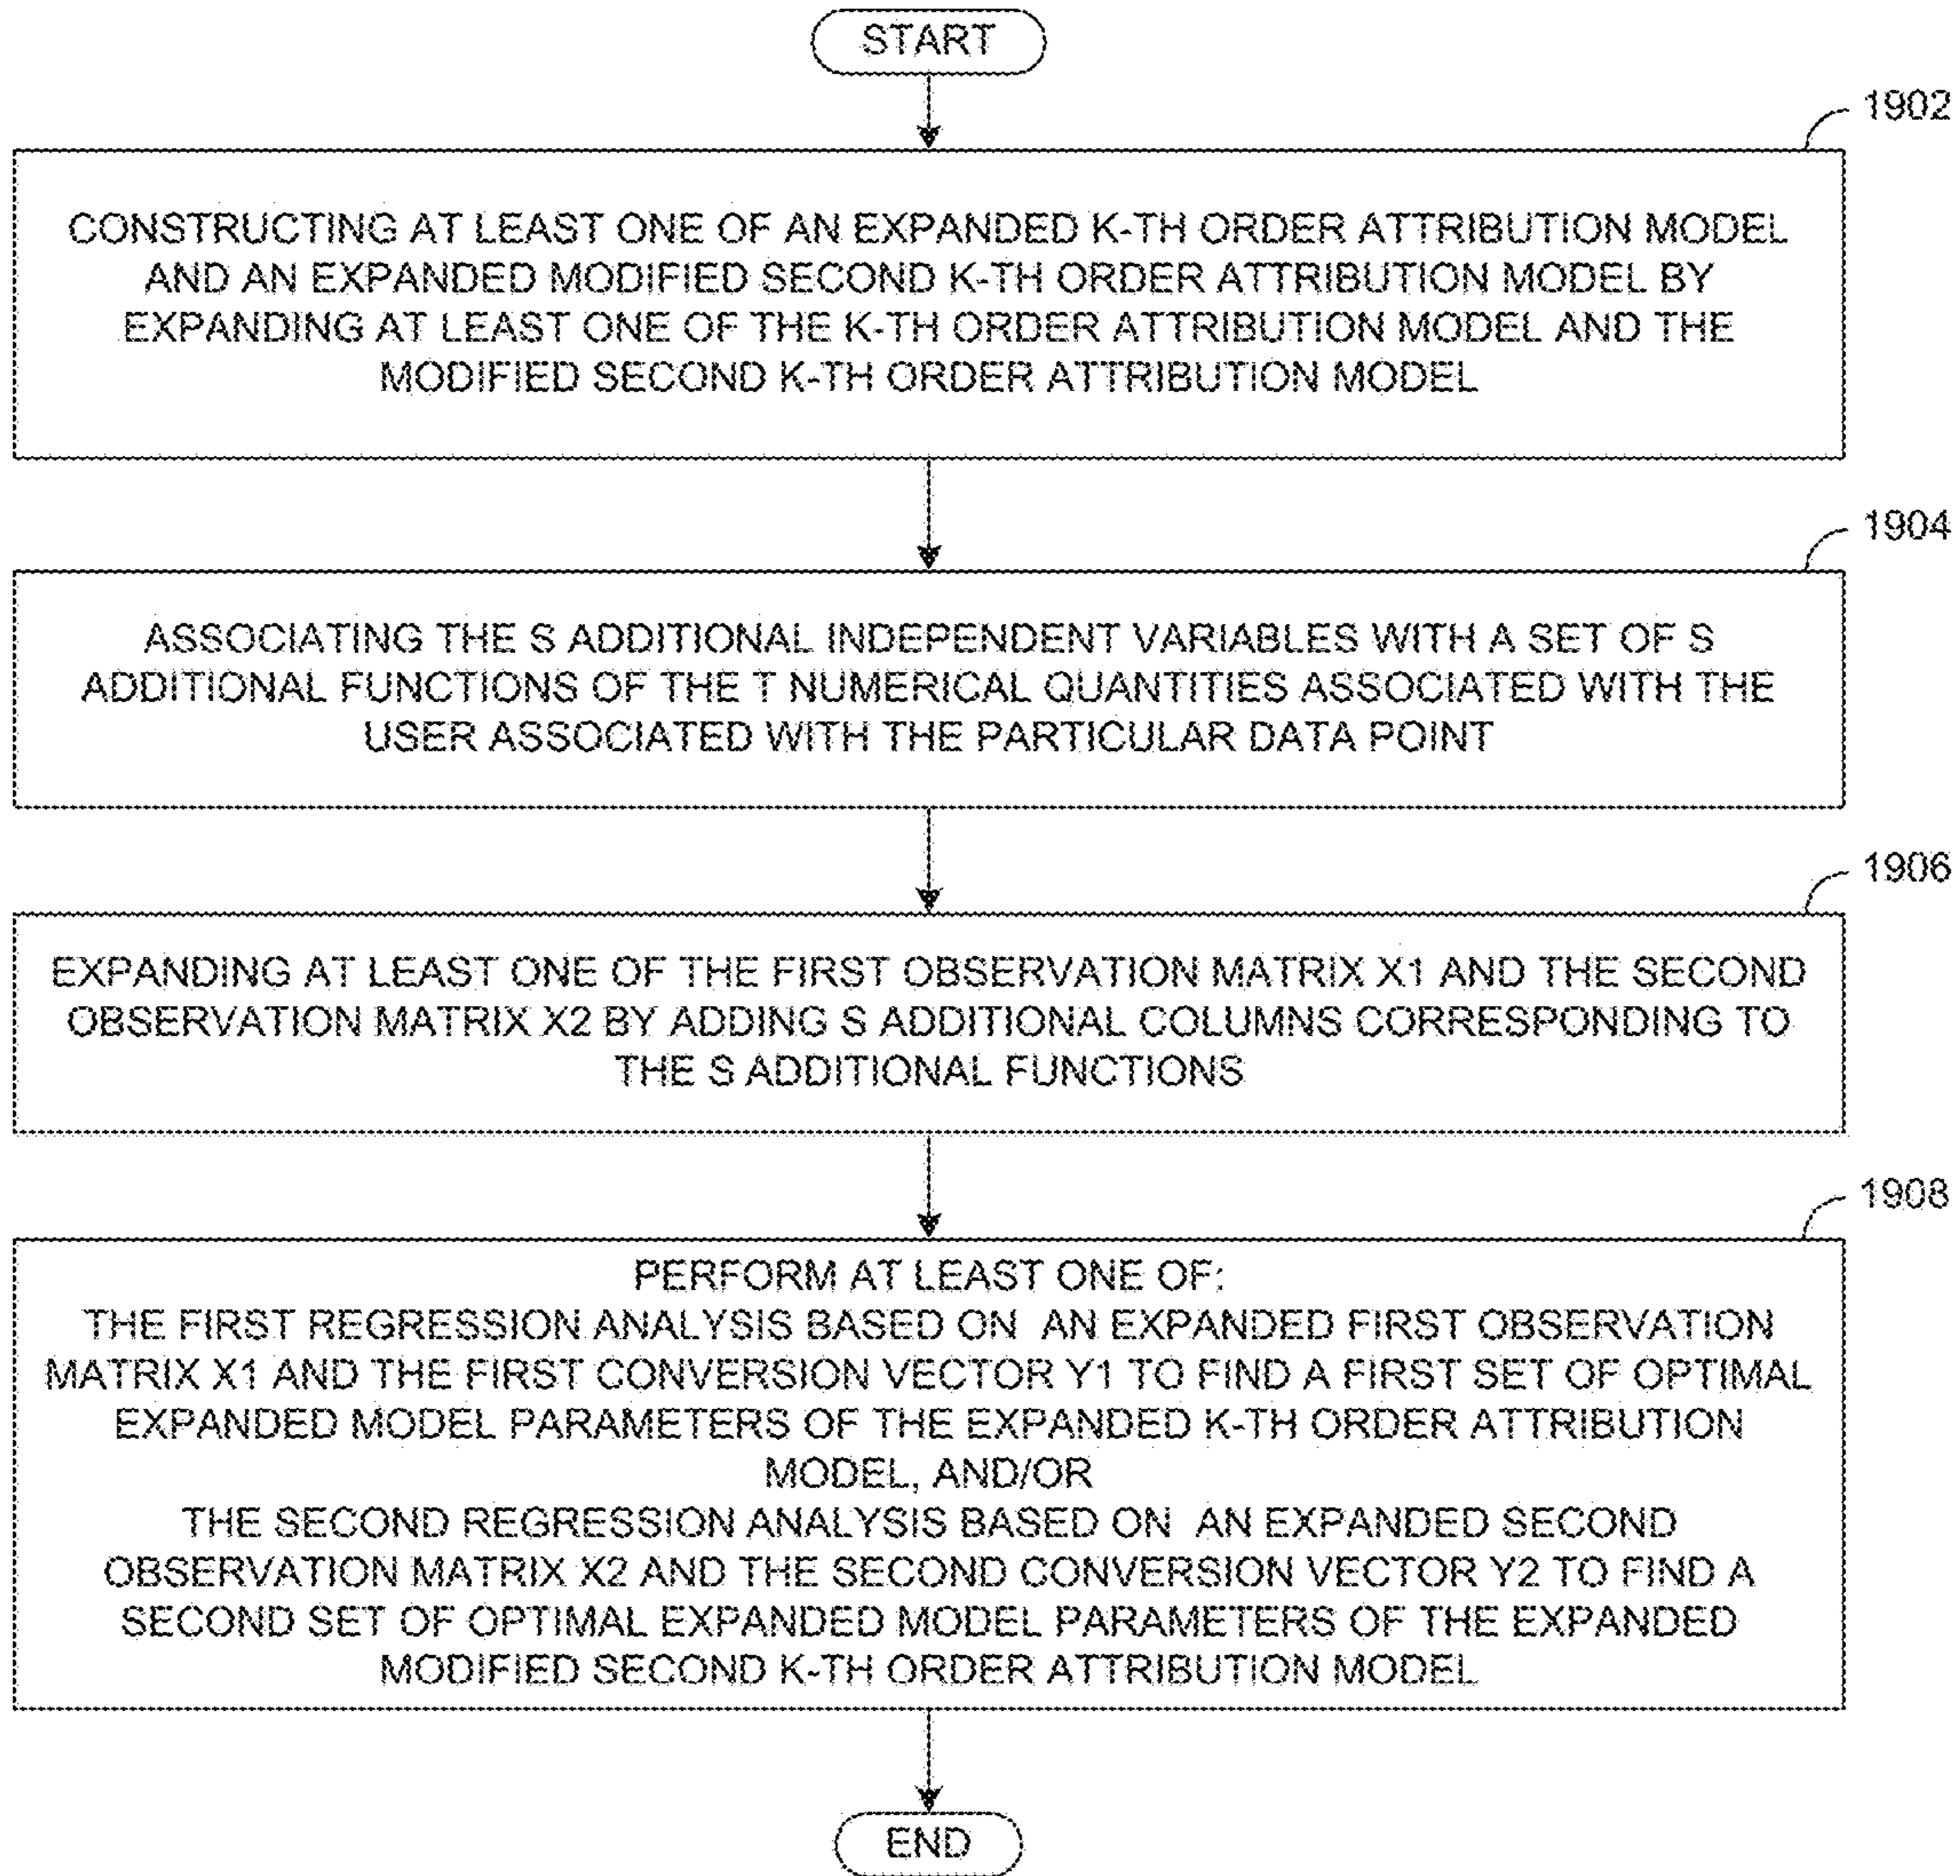 START
1902
CONSTRUCTING AT LEAST ONE OF AN EXPANDED K-TH ORDER ATTRIBUTION MODEL
AND AN EXPANDED MODIFIED SECOND K-TH ORDER ATTRIBUTION MODEL BY
EXPANDING AT LEAST ONE OF THE K-TH ORDER ATTRIBUTION MODEL AND THE
MODIFIED SECOND K-TH ORDER ATTRIBUTION MODEL
1904
ASSOCIATING THE S ADDITIONAL INDEPENDENT VARIABLES WITH A SET OF S
ADDITIONAL FUNCTIONS OF THE T NUMERICAL QUANTITIES ASSOCIATED WITH THE
USER ASSOCIATED WITH THE PARTICULAR DATA POINT
1906
EXPANDING AT LEAST ONE OF THE FIRST OBSERVATION MATRIX X1 AND THE SECOND
OBSERVATION MATRIX X2 BY ADDING S ADDITIONAL COLUMNS CORRESPONDING TO
THE S ADDITIONAL FUNCTIONS
1908
PERFORM AT LEAST ONE OF:
THE FIRST REGRESSION ANALYSIS BASED ON AN EXPANDED FIRST OBSERVATION
MATRIX X1 AND THE FIRST CONVERSION VECTOR Y1 TO FIND A FIRST SET OF OPTIMAL
EXPANDED MODEL PARAMETERS OF THE EXPANDED K-TH ORDER ATTRIBUTION
MODEL, AND/OR
THE SECOND REGRESSION ANALYSIS BASED ON AN EXPANDED SECOND
OBSERVATION MATRIX X2 AND THE SECOND CONVERSION VECTOR Y2 TO FIND A
SECOND SET OF OPTIMAL EXPANDED MODEL PARAMETERS OF THE EXPANDED
MODIFIED SECOND K-TH ORDER ATTRIBUTION MODEL
END